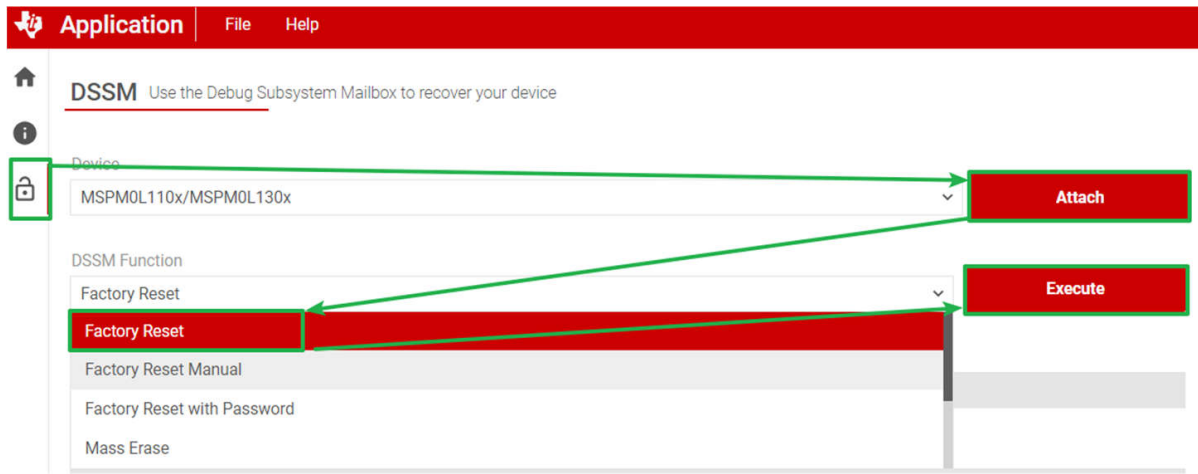 Application File Help
DSSM Use the Debug Subsystem Mailbox to recover your device
Device
MSPM0L110x/MSPM0L130x
Attach
DSSM Function
Factory Reset
Execute
Factory Reset
Factory Reset Manual
Factory Reset with Password
Mass Erase